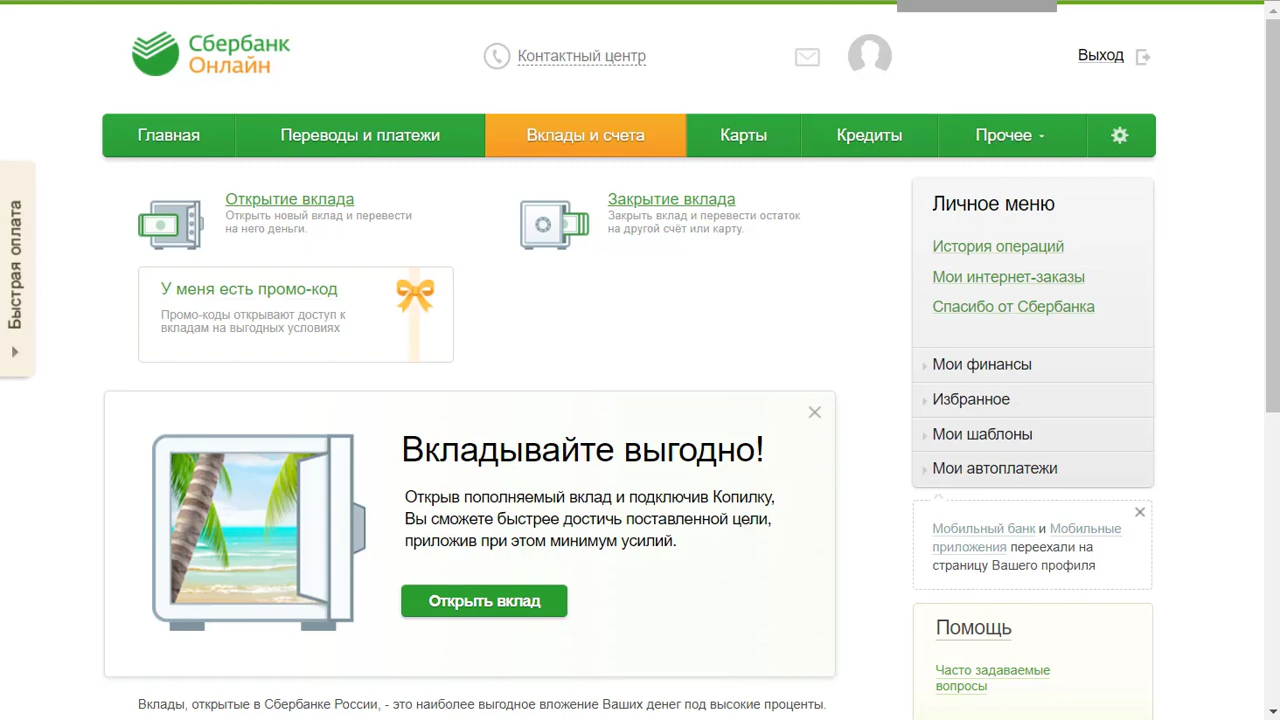 Сбербанк
Онлайн
Контактный центр
Выход
Главная
Переводы и платежи
Вклады и счета
Карты
Кредиты
Прочее
Быстрая оплата
Открытие вклада
Открыть новый вклад и перевести
на него деньги.
Закрытие вклада
Закрыть вклад и перевести остаток
на другой счёт или карту.
У меня есть промо-код
Промо-коды открывают доступ к
вкладам на выгодных условиях
Вкладывайте выгодно!
Открыв пополняемый вклад и подключив Копилку,
Вы сможете быстрее достичь поставленной цели,
приложив при этом минимум усилий.
Открыть вклад
Вклады, открытые в Сбербанке России, - это наиболее выгодное вложение Ваших денег под высокие проценты.
Личное меню
История операций
Мои интернет-заказы
Спасибо от Сбербанка
Мои финансы
Избранное
Мои шаблоны
Мои автоплатежи
Мобильный банк и Мобильные
приложения переехали на
страницу Вашего профиля
Помощь
Часто задаваемые
вопросы